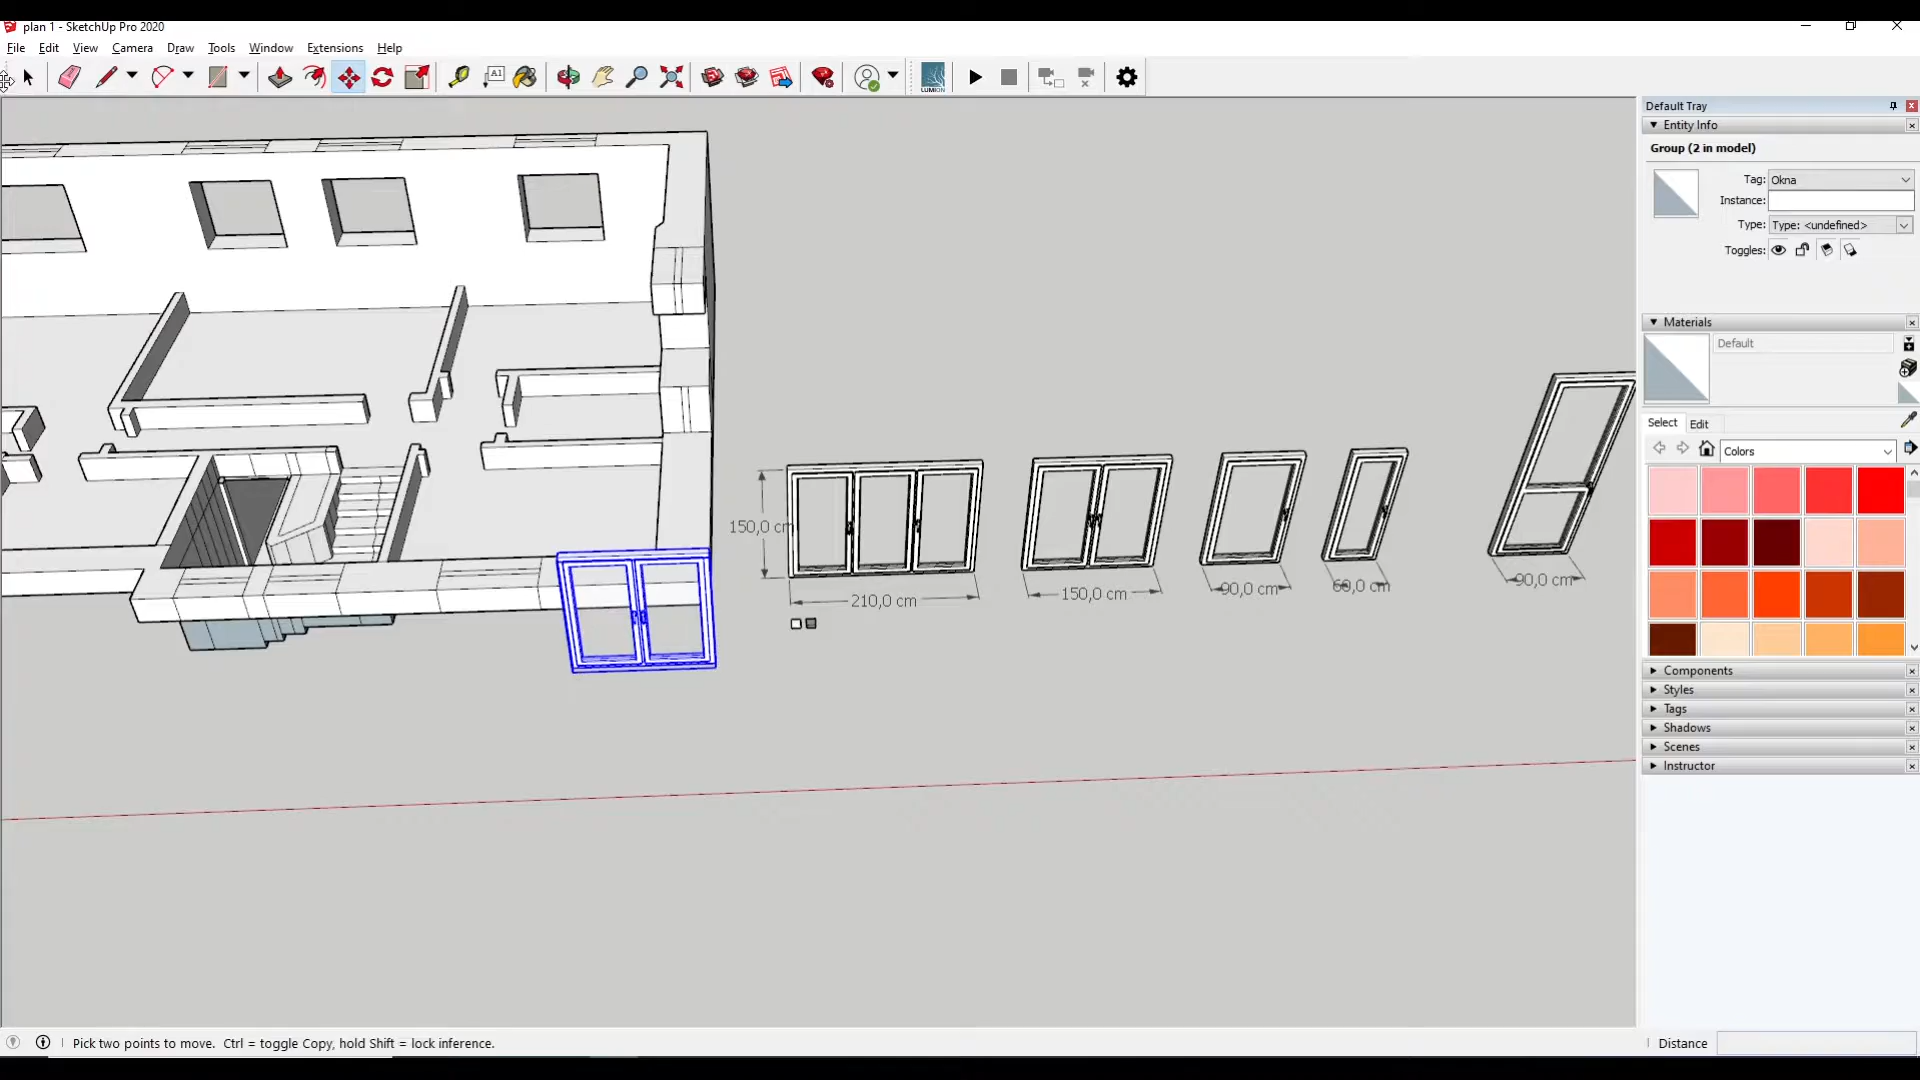 plan 1 - SketchUp Pro 2020
File Edit View Camera Draw Tools Window Extensions Help
A1
LUMION
Default Tray
Entity Info
Group (2 in model)
Tag: Okna
Instance:
Type: Type: <undefined>
Toggles:
Materials
Default
Select Edit
Colors
Components
Styles
Tags
Shadows
Scenes
Instructor
150,0 cm
210,0 cm
150,0 cm
90,0 cm
60,0 cm
90,0 cm
Pick two points to move. Ctrl = toggle Copy, hold Shift = lock inference.
Distance